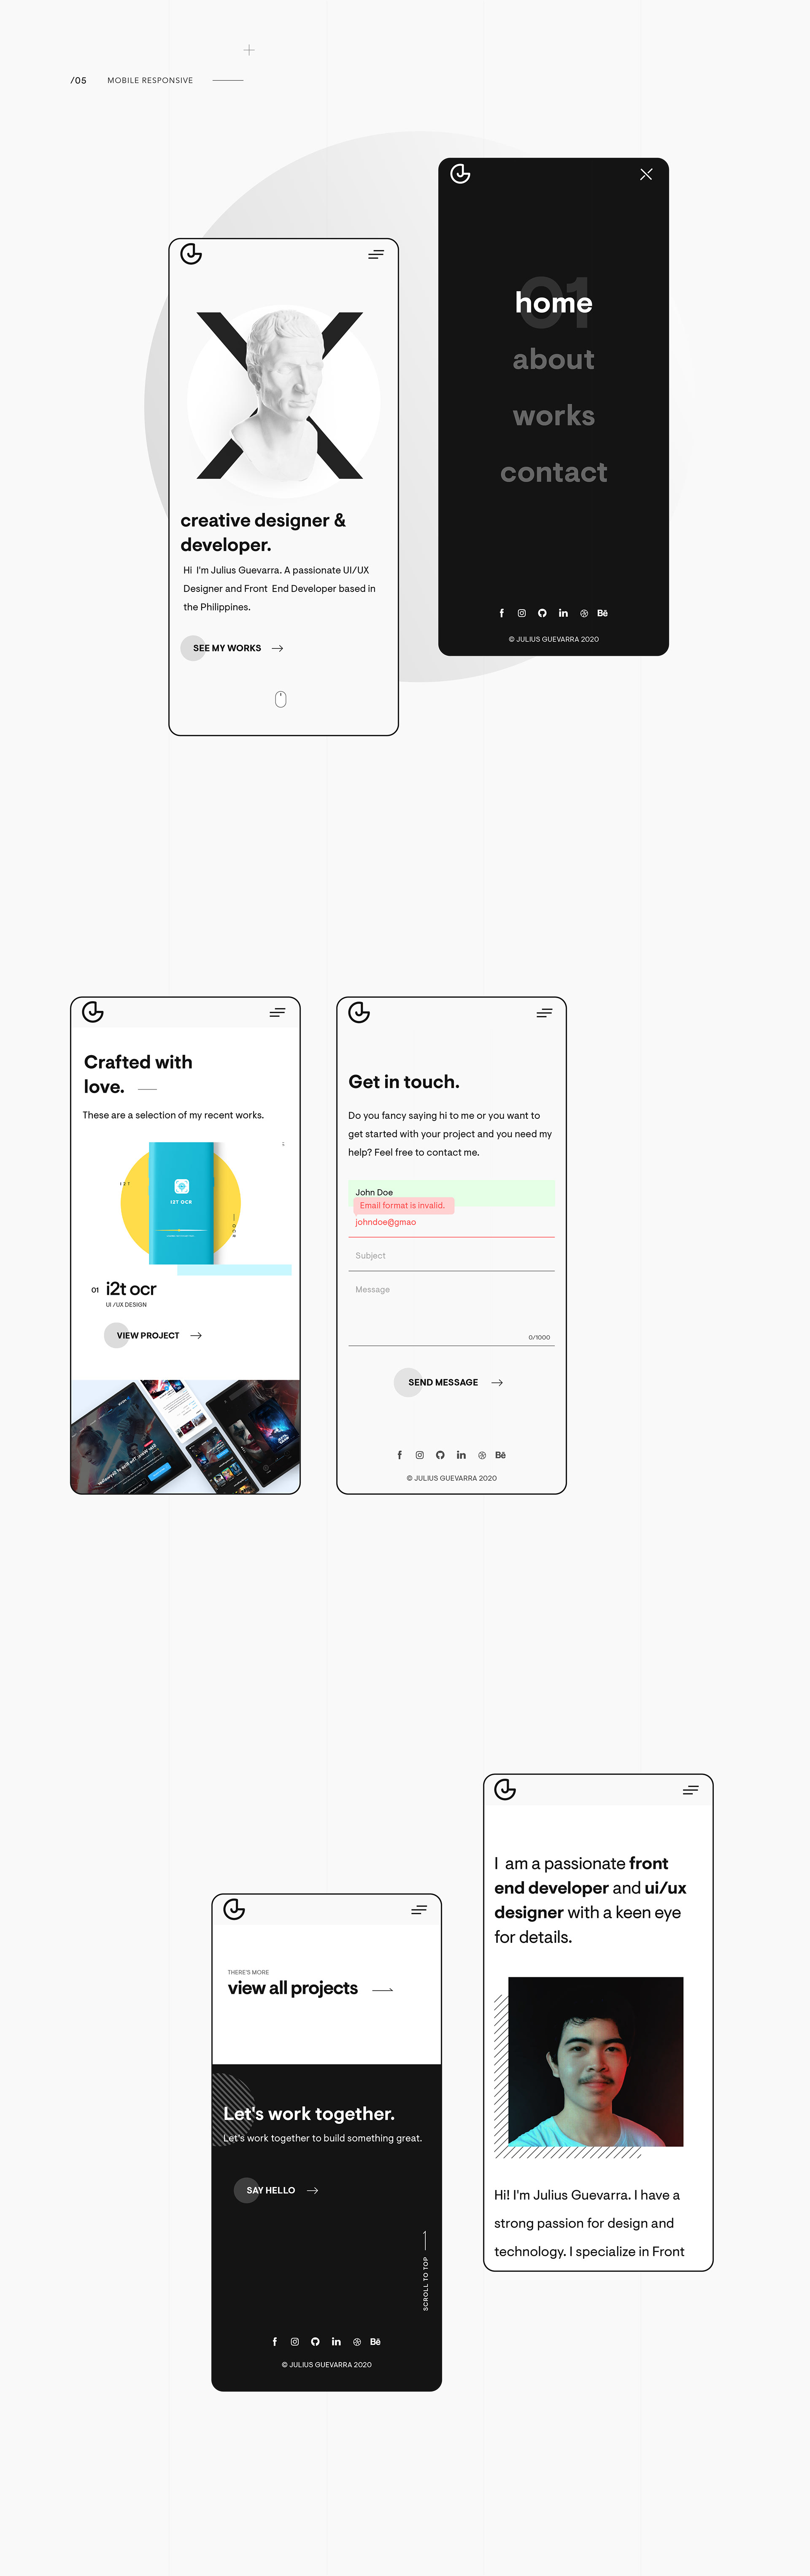 /05 MOBILE RESPONSIVE
creative designer &
developer.
Hi I'm Julius Guevarra. A passionate UI/UX
Designer and Front End Developer based in
the Philippines.
SEE MY WORKS
01
home
about
works
contact
Bē
© JULIUS GUEVARRA 2020
Crafted with
love.
These are a selection of my recent works.
I2T
I2T OCR
OCR
01 i2t ocr
UI /UX DESIGN
VIEW PROJECT
Get in touch.
Do you fancy saying hi to me or you want to
get started with your project and you need my
help? Feel free to contact me.
John Doe
Email format is invalid.
johndoe@gmao
Subject
Message
0/1000
SEND MESSAGE
Bē
© JULIUS GUEVARRA 2020
THERE'S MORE
view all projects
Let's work together.
Let's work together to build something great.
SAY HELLO
SCROLL TO TOP
Bē
© JULIUS GUEVARRA 2020
I am a passionate front
end developer and ui/ux
designer with a keen eye
for details.
Hi! I'm Julius Guevarra. I have a
strong passion for design and
technology. I specialize in Front